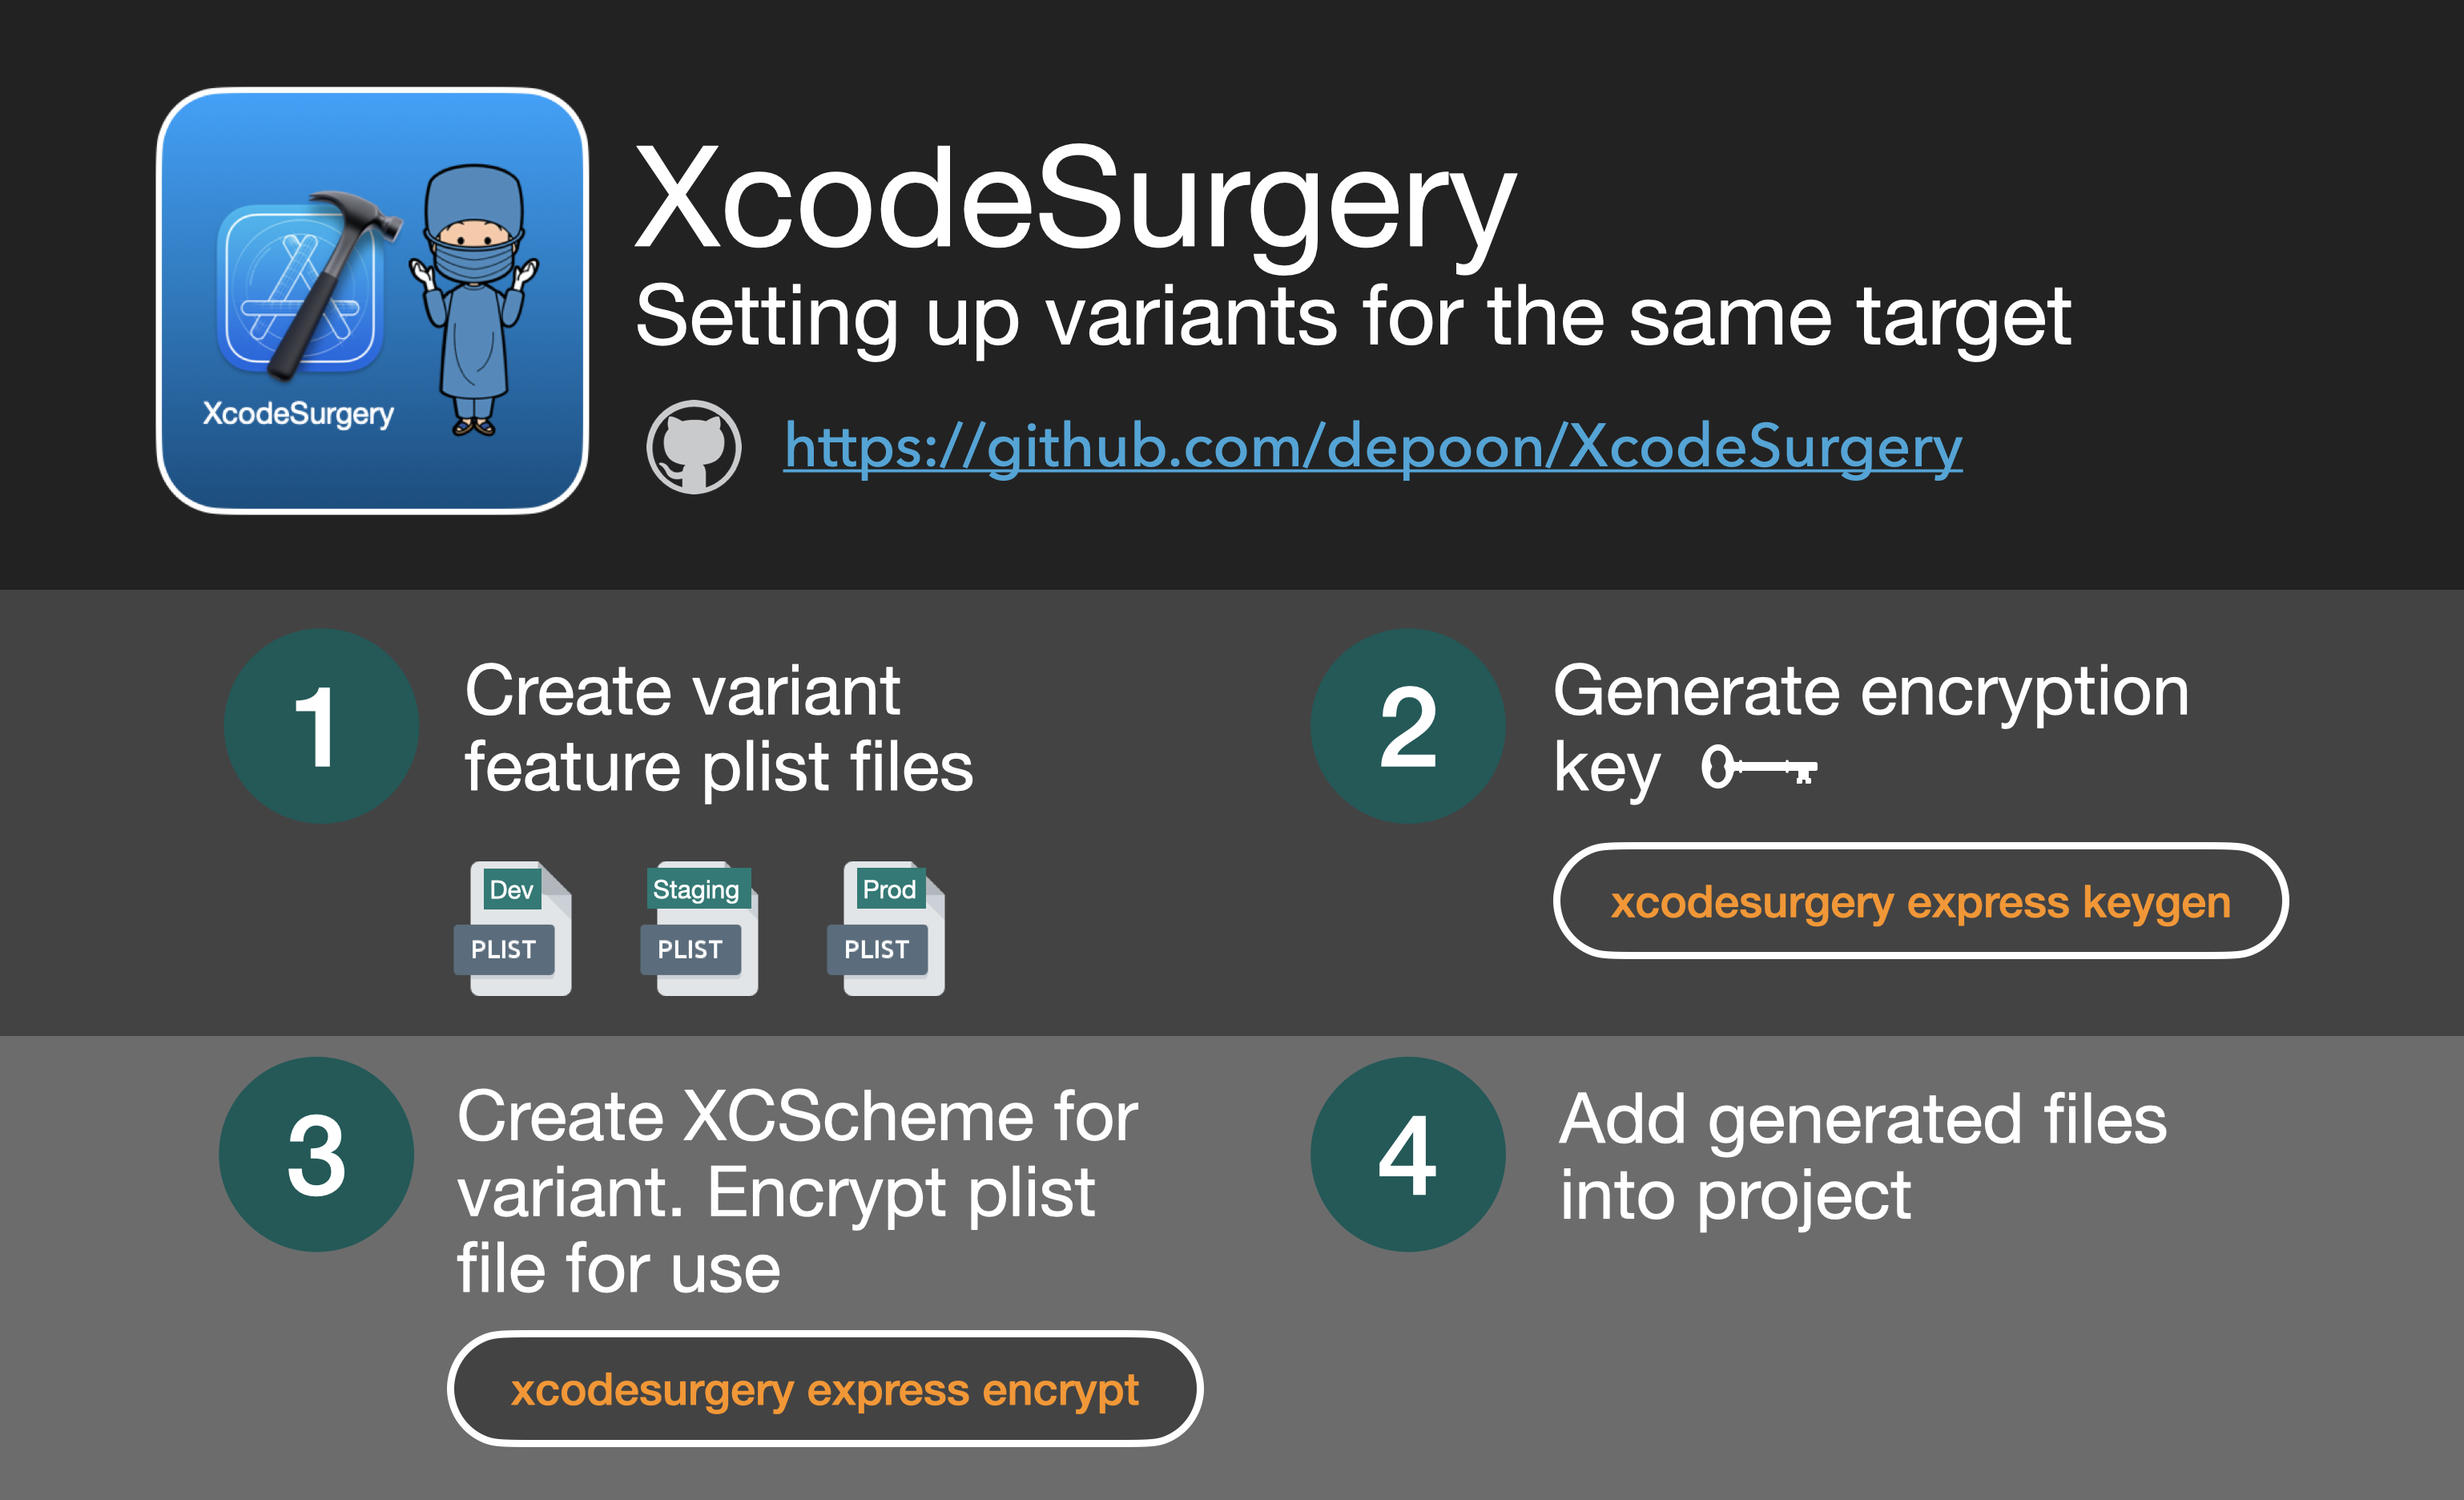 XcodeSurgery
XcodeSurgery
Setting up variants for the same target
https://github.com/depoon/XcodeSurgery
1
Create variant
feature plist files
Dev
PLIST
Staging
PLIST
Prod
PLIST
2
Generate encryption
key
xcodesurgery express keygen
3
Create XCScheme for
variant. Encrypt plist
file for use
xcodesurgery express encrypt
4
Add generated files
into project